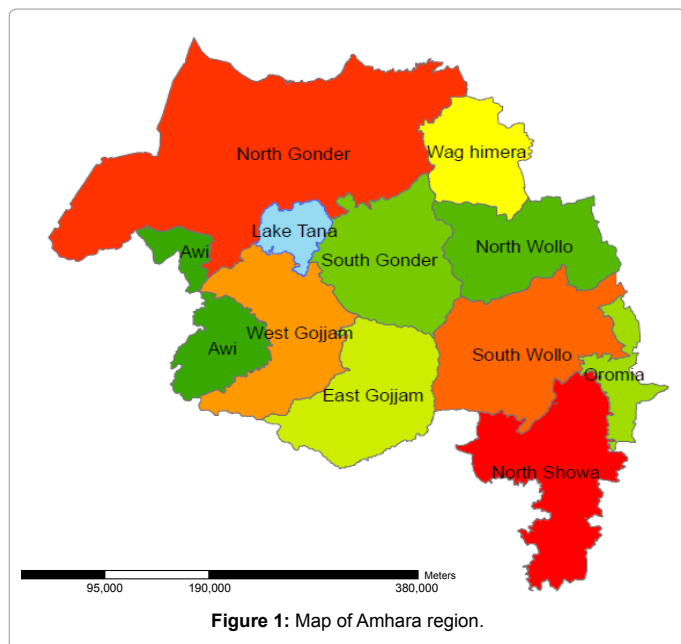 North Gonder
Wag himera
Lake Tana
Awi
North Wollo
South Gonder
West Gojjam
Awi
South Wollo
Oromia
East Gojjam
North Showa
Meters
95,000 190,000 380,000
Figure 1: Map of Amhara region.